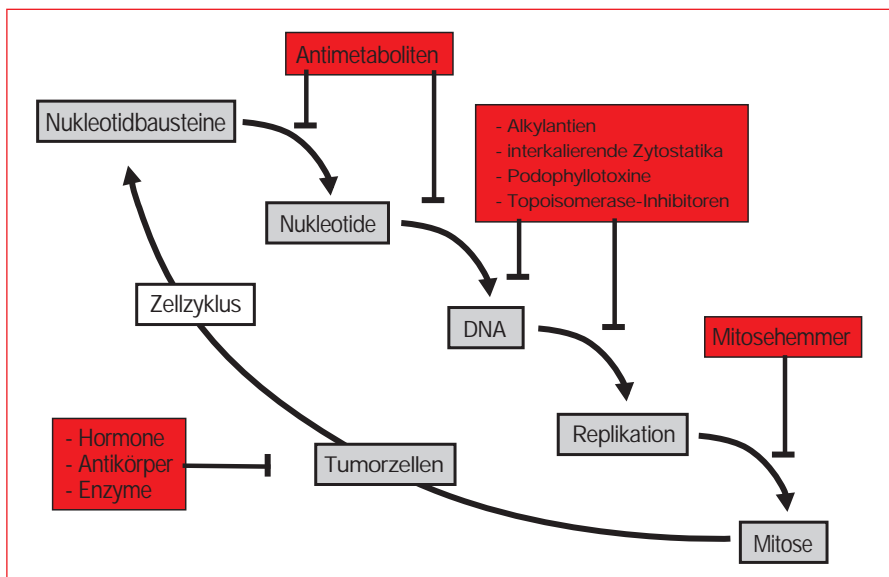 Antimetaboliten
Nukleotidbausteine
- Alkylantien
- interkalierende Zytostatika
- Podophyllotoxine
- Topoisomerase-Inhibitoren
Nukleotide
Zellzyklus
DNA
Mitosehemmer
- Hormone
- Antikörper
- Enzyme
Replikation
Tumorzellen
Mitose